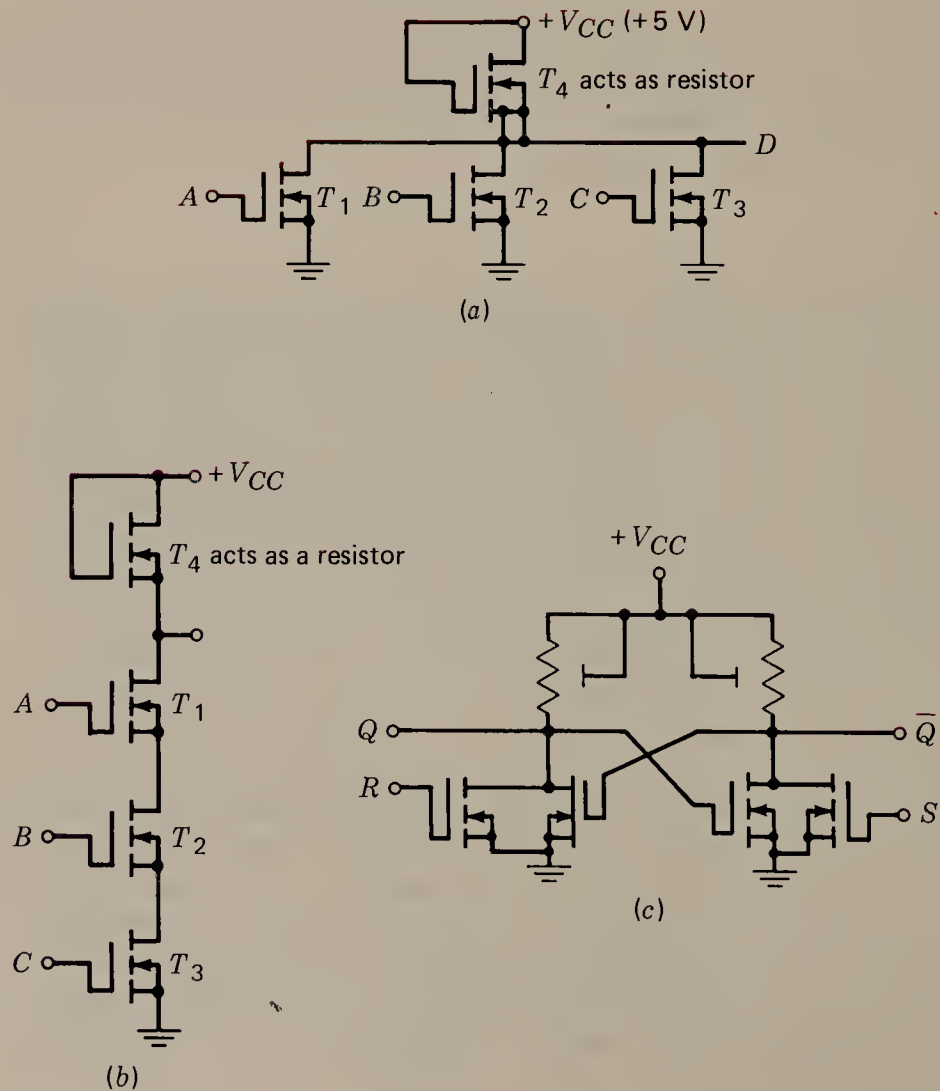 +VCC (+5 V)
T4 acts as resistor
D
A T1 B T2 C T3
(a)
+VCC
T4 acts as a resistor
A T1
B T2
C T3
(b)
+VCC
Q Q̅
R S
(c)